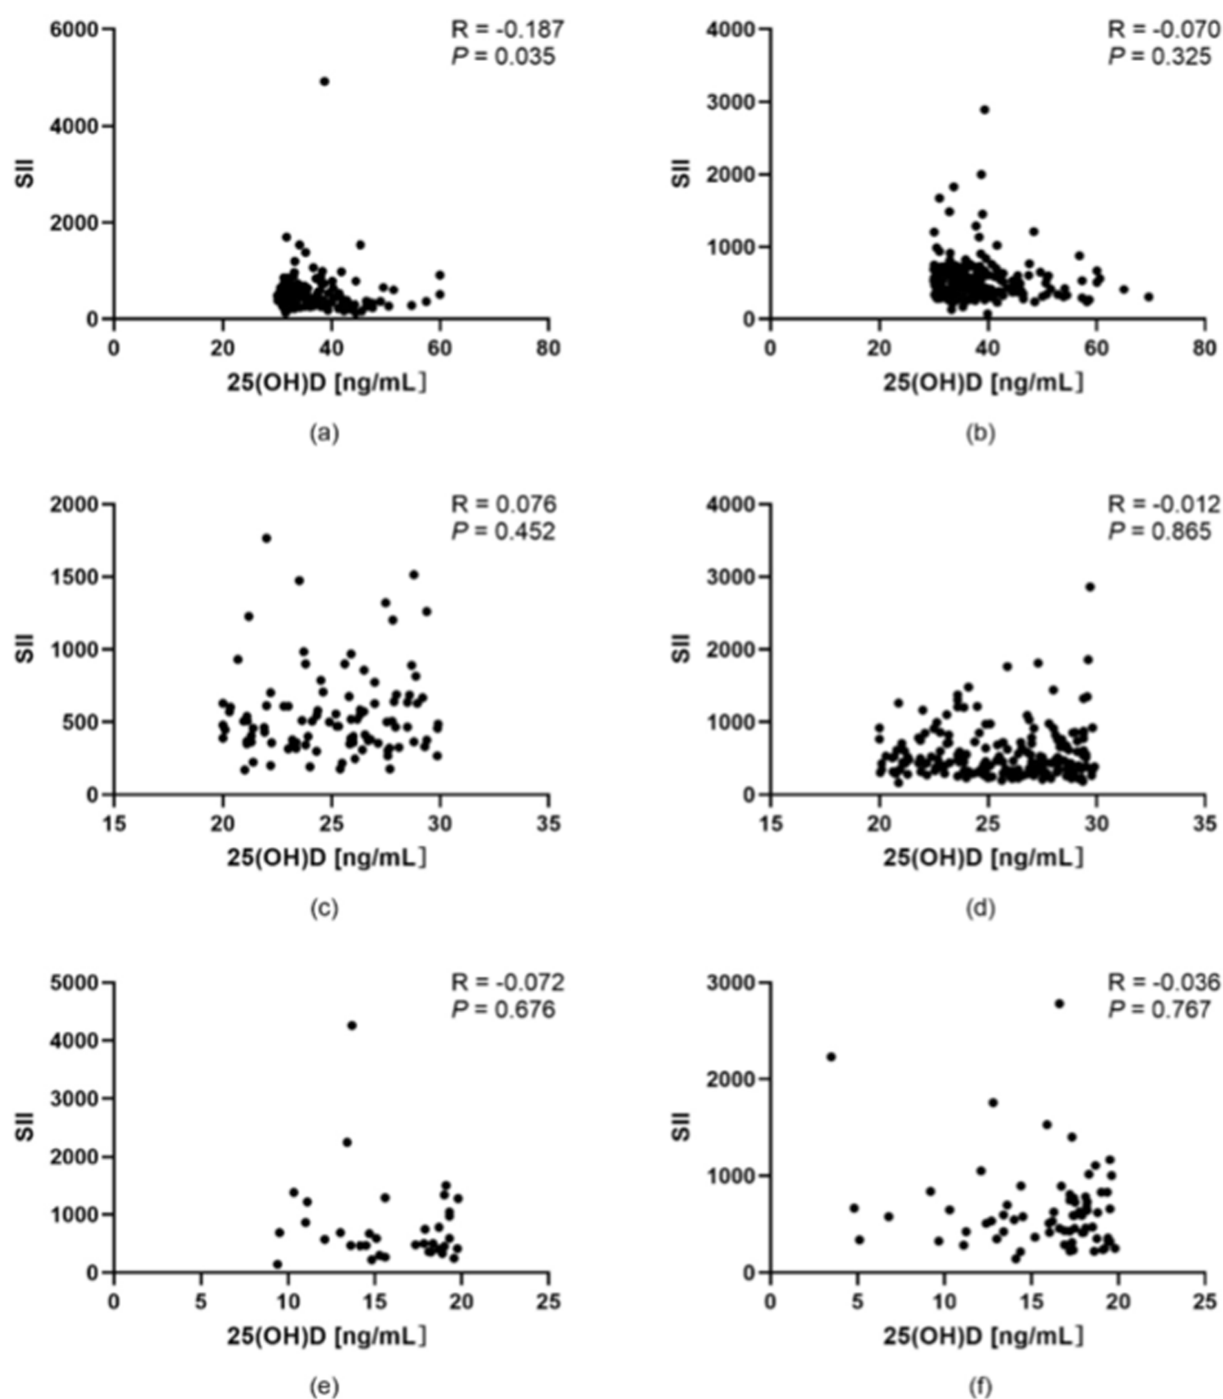 R = -0.187
P = 0.035
6000
4000
2000
0
SII
0 20 40 60 80
25(OH)D [ng/mL]
(a)
R = -0.070
P = 0.325
4000
3000
2000
1000
0
SII
0 20 40 60 80
25(OH)D [ng/mL]
(b)
R = 0.076
P = 0.452
2000
1500
1000
500
0
SII
15 20 25 30 35
25(OH)D [ng/mL]
(c)
R = -0.012
P = 0.865
4000
3000
2000
1000
0
SII
15 20 25 30 35
25(OH)D [ng/mL]
(d)
R = -0.072
P = 0.676
5000
4000
3000
2000
1000
0
SII
0 5 10 15 20 25
25(OH)D [ng/mL]
(e)
R = -0.036
P = 0.767
3000
2000
1000
0
SII
0 5 10 15 20 25
25(OH)D [ng/mL]
(f)